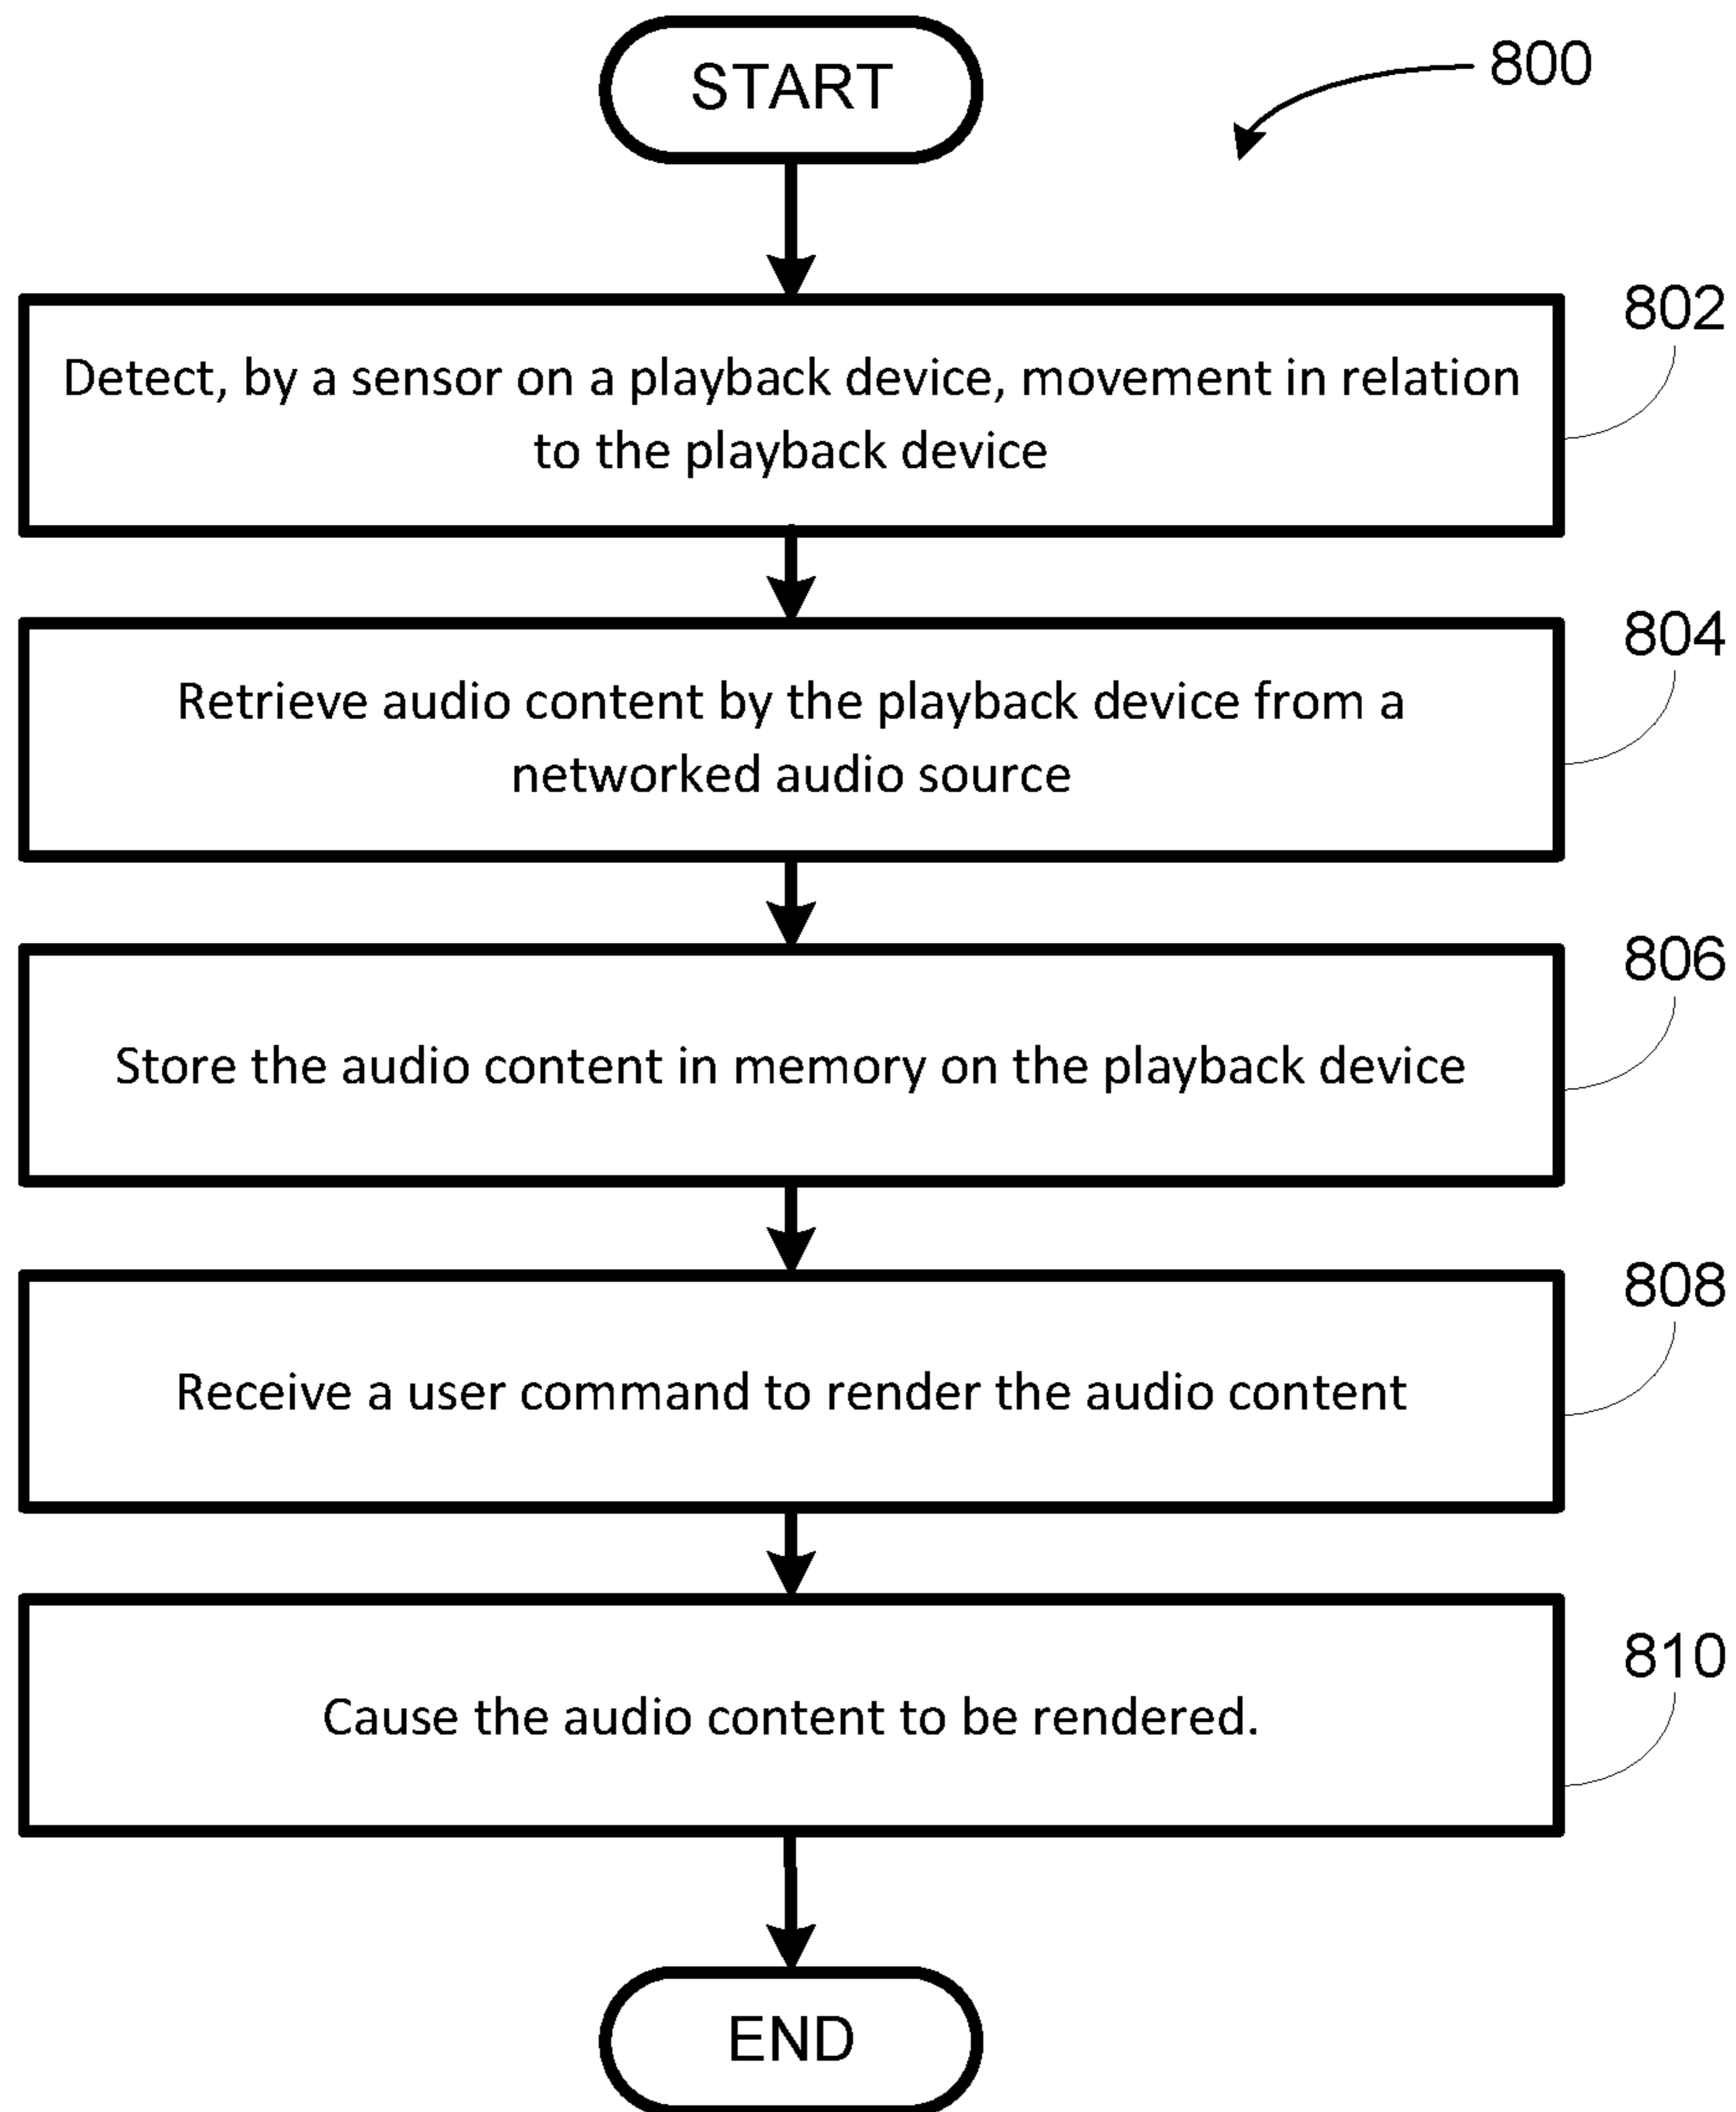 START
800
802
Detect, by a sensor on a playback device, movement in relation
to the playback device
804
Retrieve audio content by the playback device from a
networked audio source
806
Store the audio content in memory on the playback device
808
Receive a user command to render the audio content
810
Cause the audio content to be rendered.
END